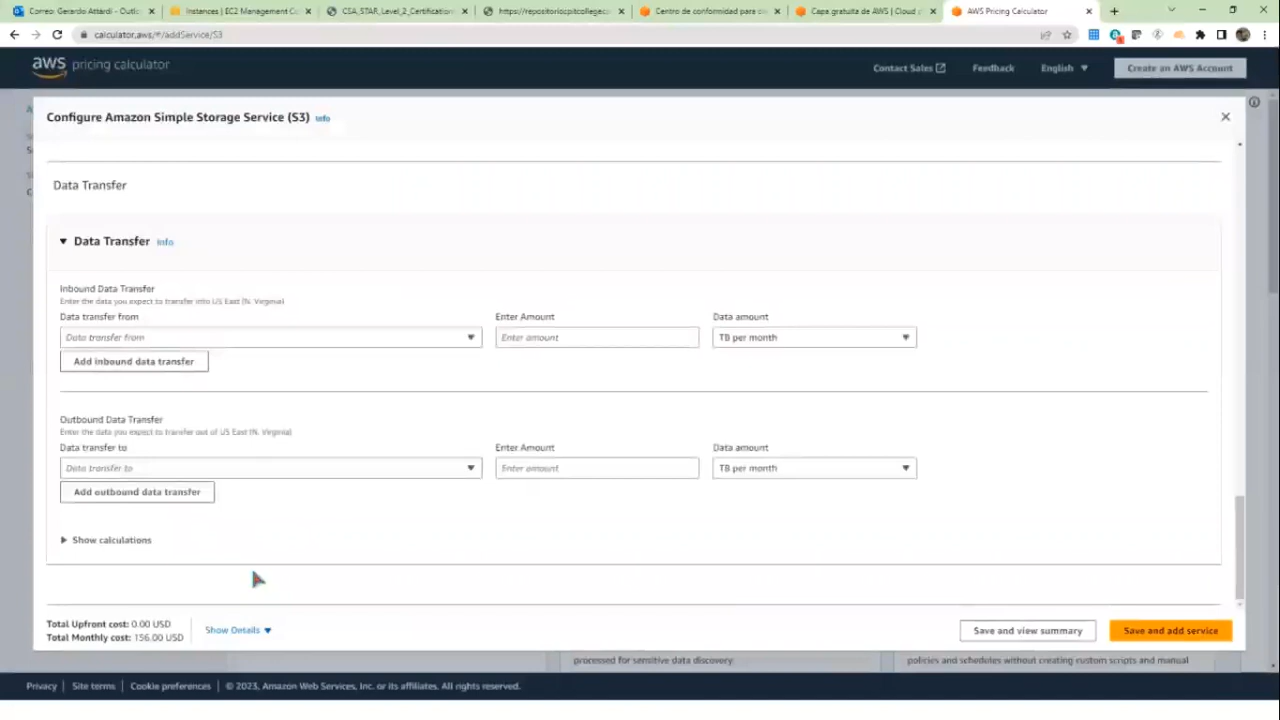 Correo: Gerardo Attardi - Outlo
Instances | EC2 Management Co
CSA_STAR_Level_2_Certification
https://repositoriocpitcoRegeco
Centro de conformidad para
Capa gratuita de AWS | Cloud
AWS Pricing Calculator
calculator.aws/#/addService/S3
aws pricing calculator
Contact Sales
Feedback
English
Create an AWS Account
Configure Amazon Simple Storage Service (S3) Info
Data Transfer
Data Transfer Info
Inbound Data Transfer
Enter the data you expect to transfer into US East (N. Virginia)
Data transfer from Enter Amount Data amount
Data transfer from Enter amount TB per month
Add inbound data transfer
Outbound Data Transfer
Enter the data you expect to transfer out of US East (N. Virginia)
Data transfer to Enter Amount Data amount
Data transfer to Enter amount TB per month
Add outbound data transfer
Show calculations
Total Upfront cost: 0.00 USD
Total Monthly cost: 156.00 USD
Show Details
Save and view summary
Save and add service
processed for sensitive data discovery.
policies and schedules without creating custom scripts and manual
Privacy | Site terms | Cookie preferences | © 2023, Amazon Web Services, Inc. or its affiliates. All rights reserved.